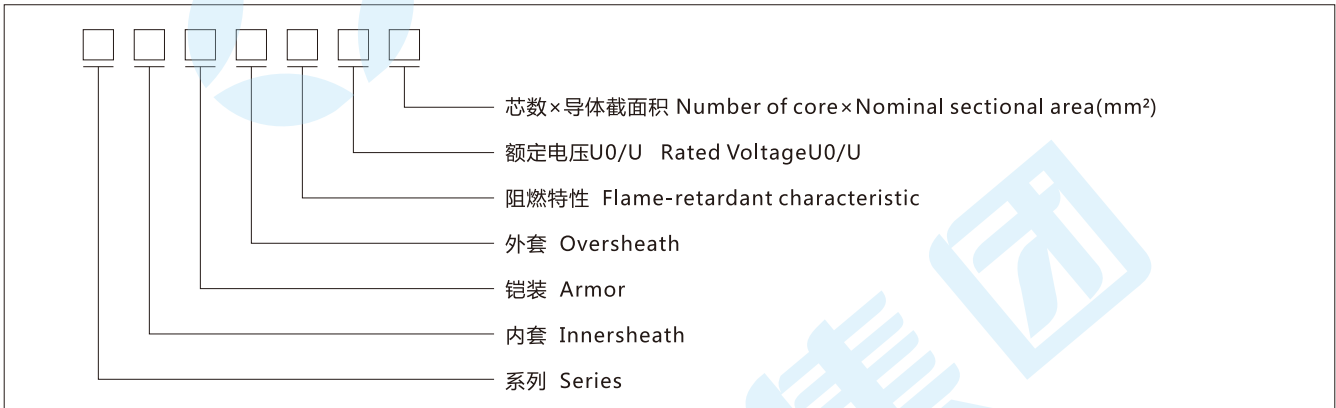 芯数×导体截面积 Number of core×Nominal sectional area(mm²)
额定电压U0/U Rated VoltageU0/U
阻燃特性 Flame-retardant characteristic
外套 Oversheath
铠装 Armor
内套 Innersheath
系列 Series
集团